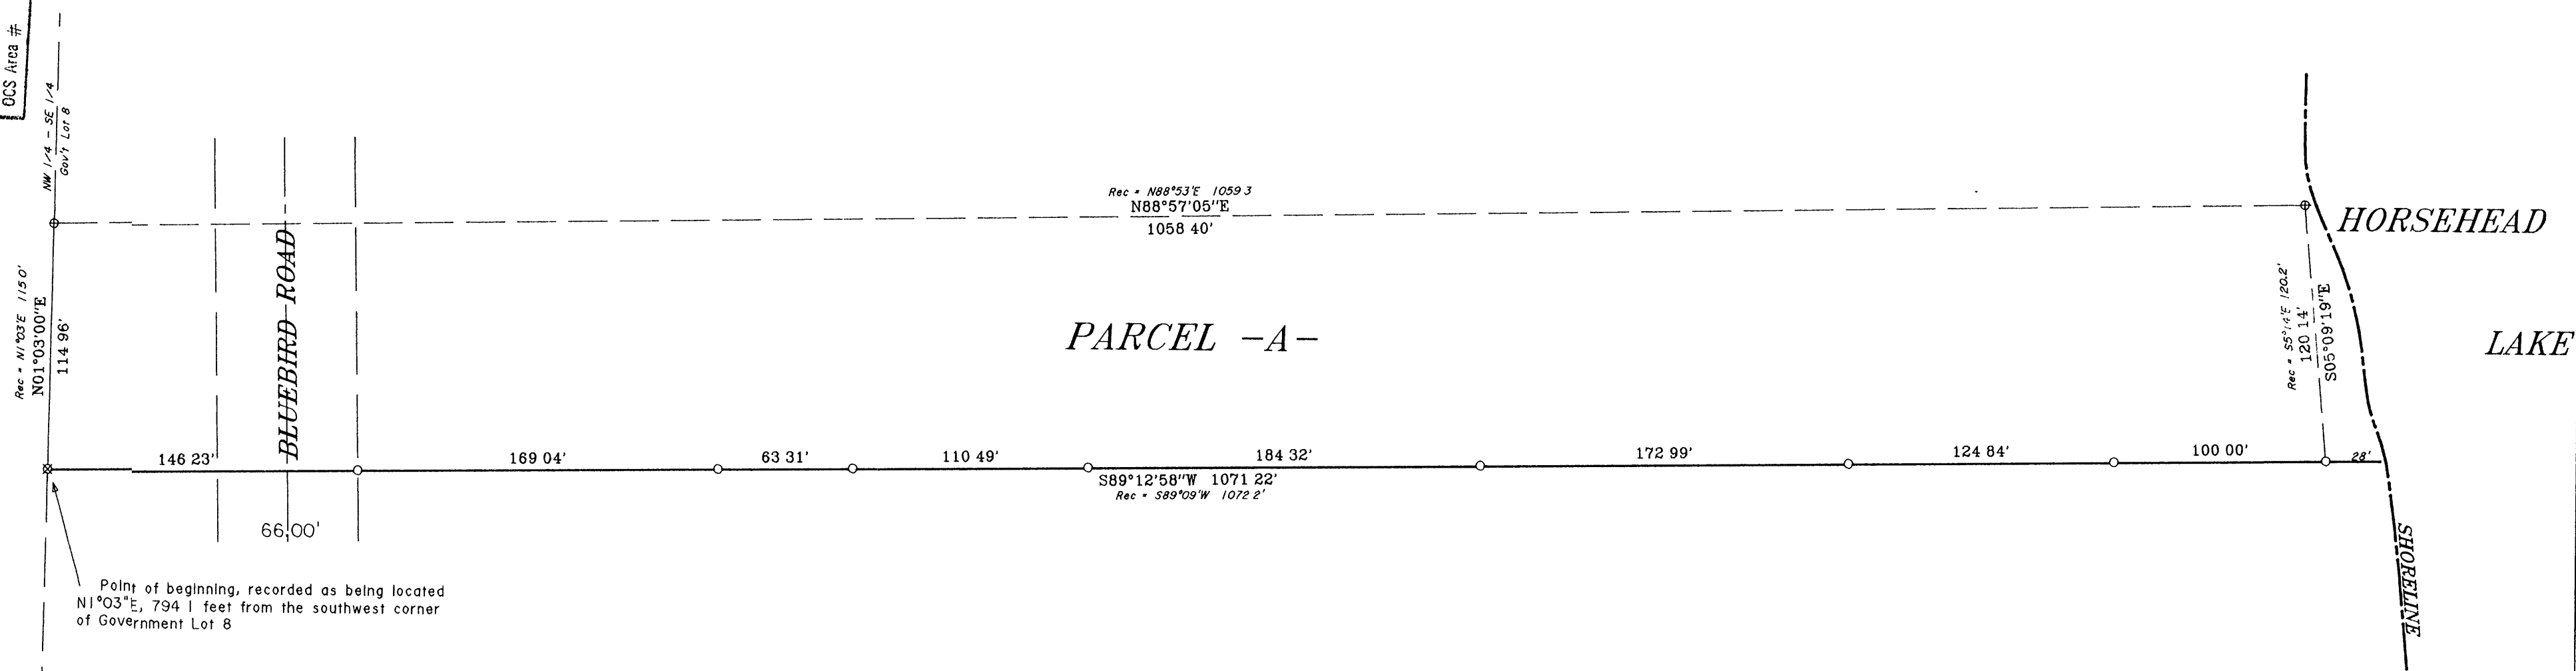 OCS Area #
NW 1/4 - SE 1/4
Gov't Lot 8
Rec = N88°53'E 1059 3
N88°57'05"E
1058 40'
HORSEHEAD
LAKE
Rec = N1°03'E 115 0'
N01°03'00"E
114 96'
BLUEBIRD ROAD
PARCEL -A-
Rec = S5°14'E 120.2'
120 14'
S05°09'19"E
146 23' 169 04' 63 31' 110 49' 184 32' 172 99' 124 84' 100 00' 28'
S89°12'58"W 1071 22'
Rec = S89°09'W 1072 2'
66.00'
SHORELINE
Point of beginning, recorded as being located
N1°03"E, 794 1 feet from the southwest corner
of Government Lot 8